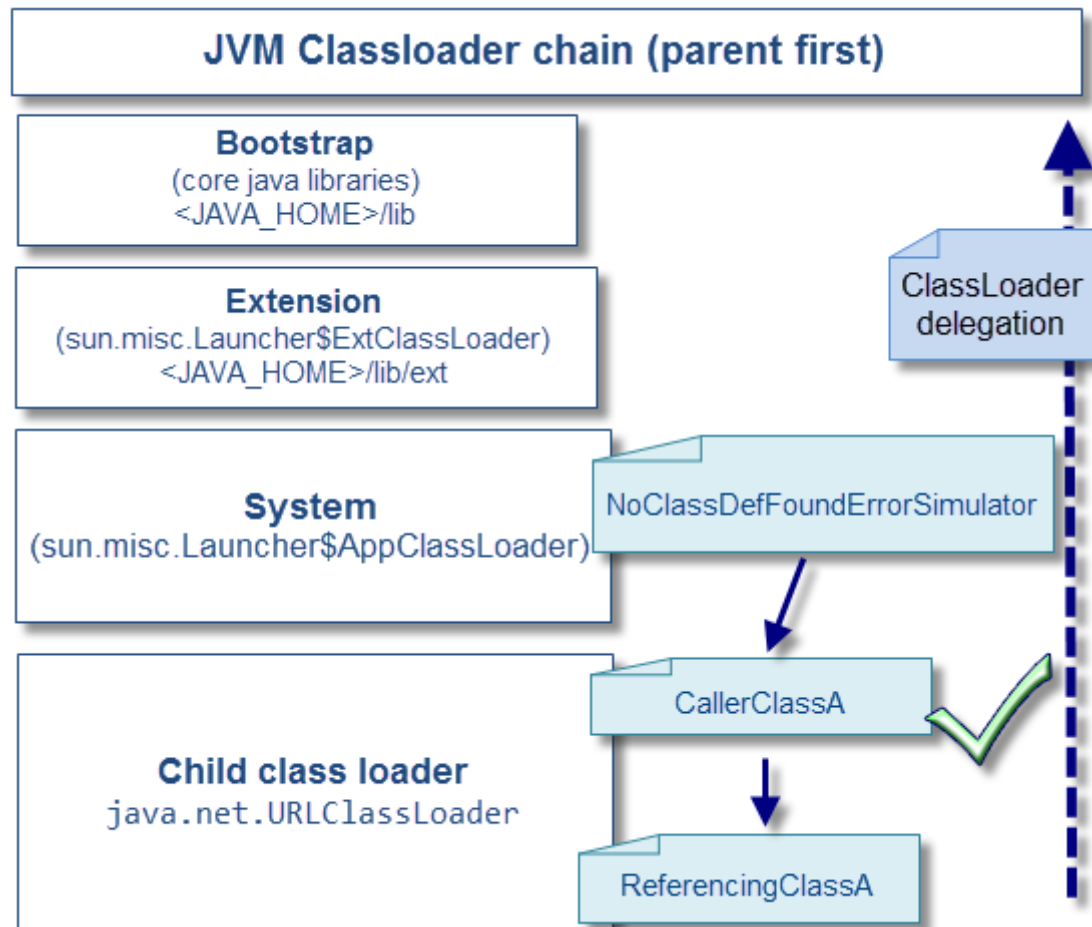 JVM Classloader chain (parent first)
Bootstrap
(core java libraries)
<JAVA_HOME>/lib
Extension
(sun.misc.Launcher$ExtClassLoader)
<JAVA_HOME>/lib/ext
ClassLoader
delegation
System
(sun.misc.Launcher$AppClassLoader)
NoClassDefFoundErrorSimulator
CallerClassA
Child class loader
java.net.URLClassLoader
ReferencingClassA